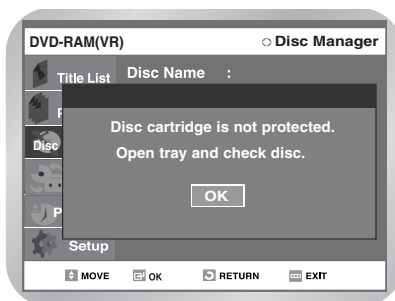 DVD-RAM(VR) Disc Manager
Title List Disc Name :
Disc cartridge is not protected.
Disc
Open tray and check disc.
OK
P
Setup
MOVE OK RETURN EXIT